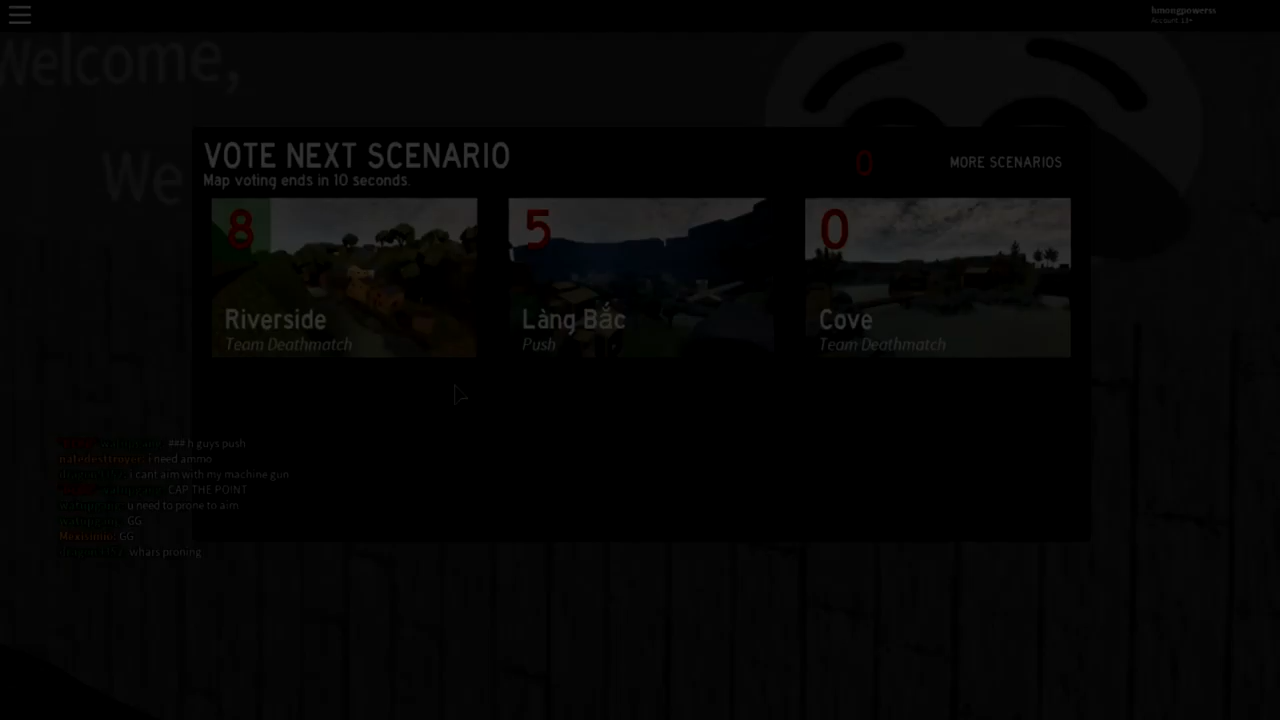 hmongpowerss
Account: 13+
Welcome,
We
VOTE NEXT SCENARIO
Map voting ends in 10 seconds.
0
MORE SCENARIOS
8
Riverside
Team Deathmatch
5
Làng Bắc
Push
0
Cove
Team Deathmatch
### h guys push
i need ammo
i cant aim with my machine gun
CAP THE POINT
u need to prone to aim
GG
GG
whars proning